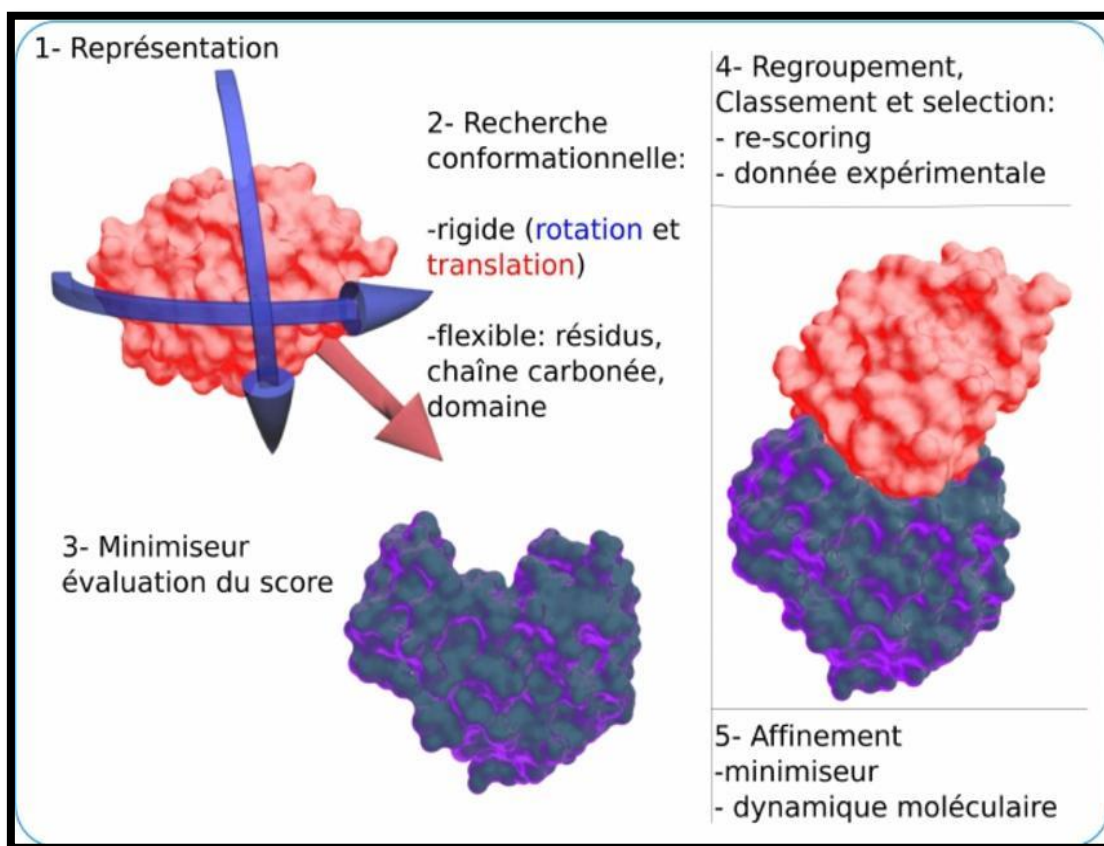 1- Représentation
2- Recherche
conformationnelle:
-rigide (rotation et
translation)
-flexible: résidus,
chaîne carbonée,
domaine
3- Minimiseur
évaluation du score
4- Regroupement,
Classement et selection:
- re-scoring
- donnée expérimentale
5- Affinement
-minimiseur
- dynamique moléculaire